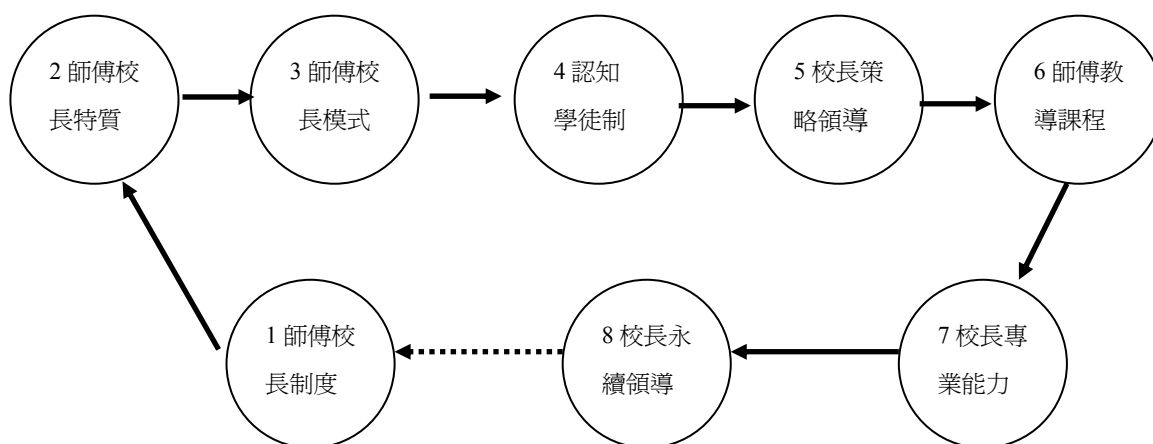 2 師傅校
長特質
3 師傅校
長模式
4 認知
學徒制
5 校長策
略領導
6 師傅教
導課程
1 師傅校
長制度
8 校長永
續領導
7 校長專
業能力